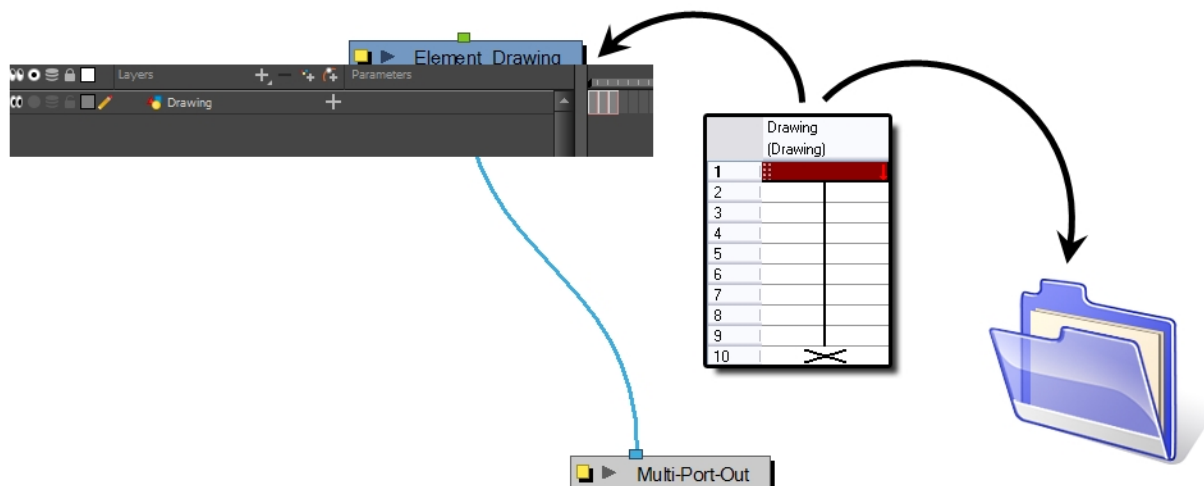 Element_Drawing
Layers Parameters
Drawing
Drawing
(Drawing)
1
2
3
4
5
6
7
8
9
10
Multi-Port-Out